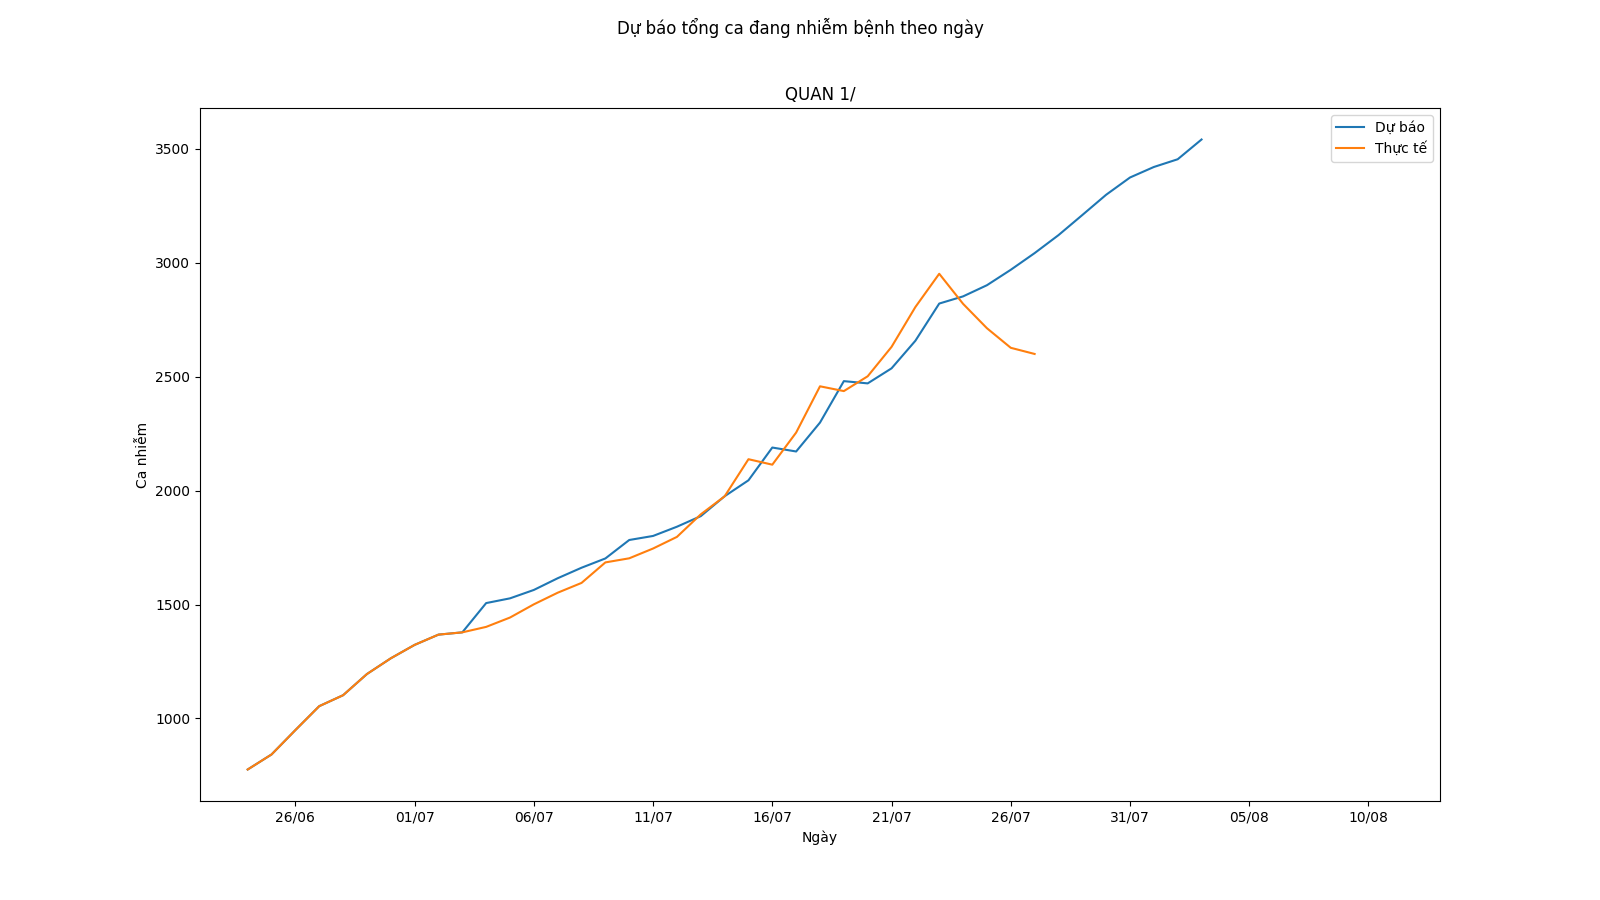 Dự báo tổng ca đang nhiễm bệnh theo ngày
QUAN 1/
Dự báo
Thực tế
3500
3000
2500
2000
1500
1000
Ca nhiễm
26/06 01/07 06/07 11/07 16/07 21/07 26/07 31/07 05/08 10/08
Ngày